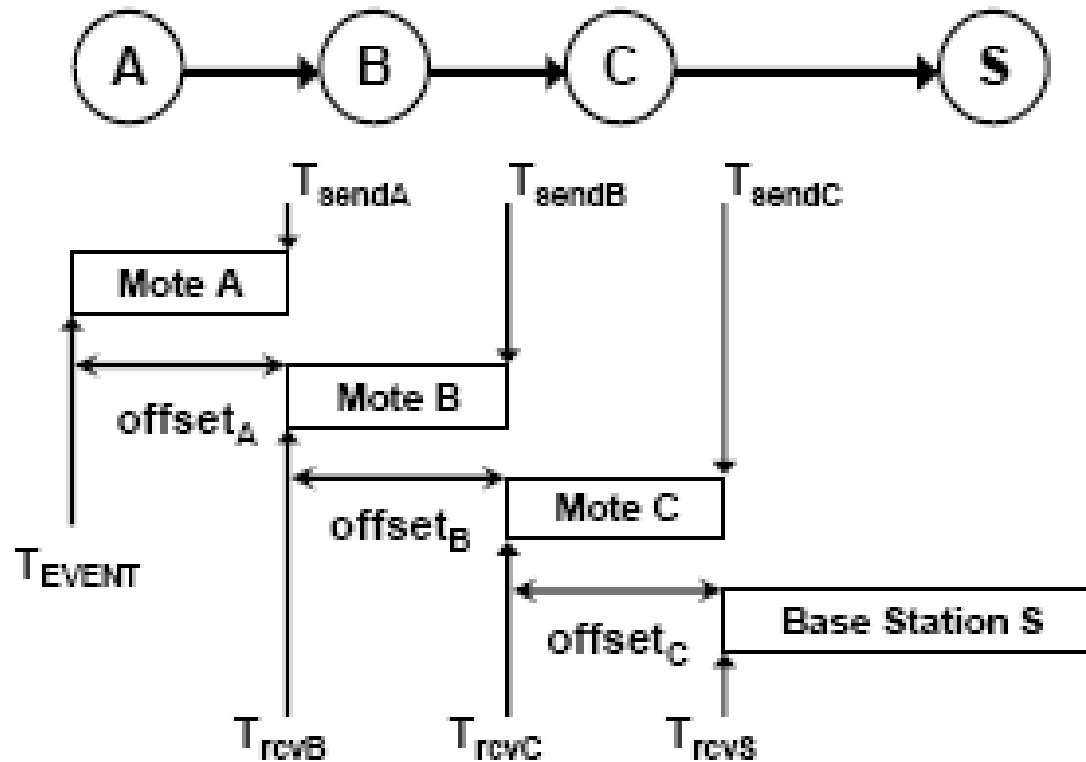 A B C S
TsendA TsendB TsendC
Mote A
Mote B
offsetA
Mote C
offsetB
TEVENT
Base Station S
offsetC
TrcvB TrcvC TrcvS